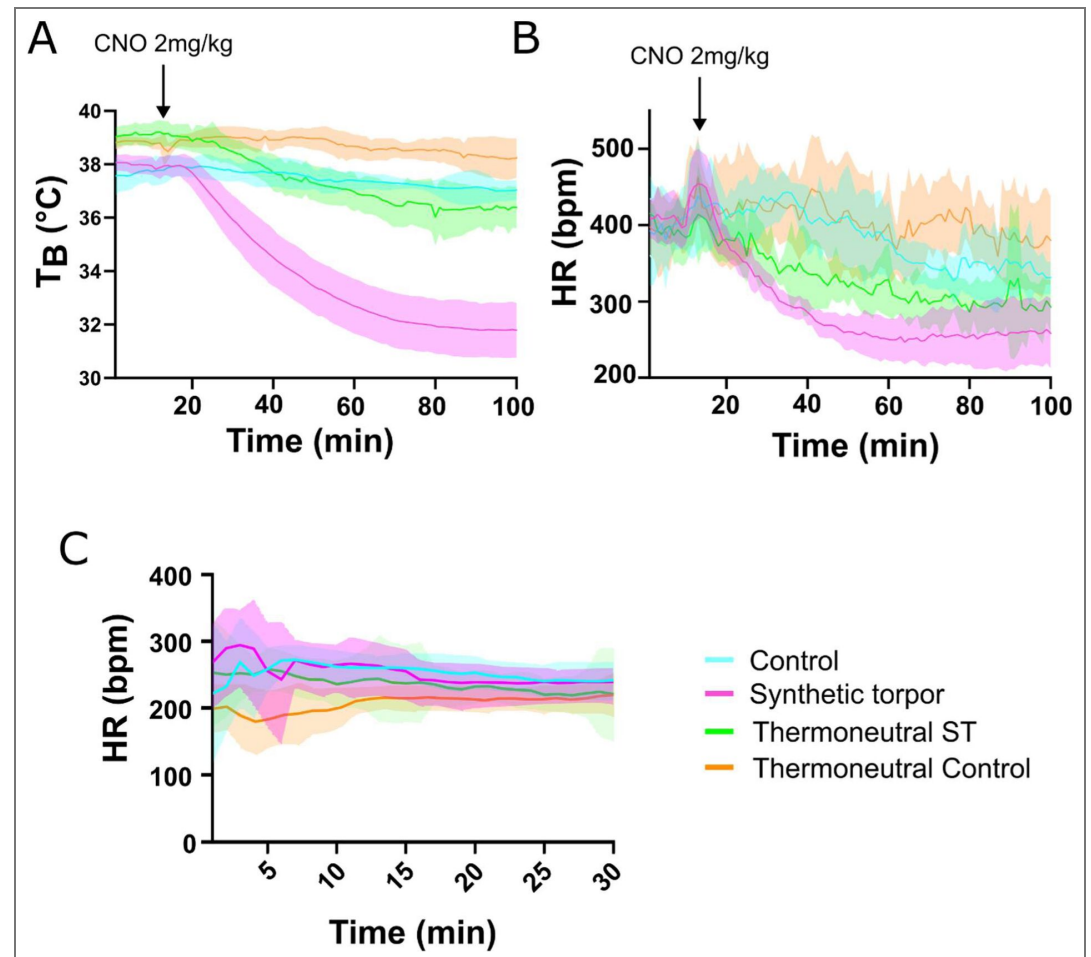 A
CNO 2mg/kg
40
38
36
34
32
30
TB (°C)
20
40
60
80
100
Time (min)
B
CNO 2mg/kg
500
400
300
200
HR (bpm)
20
40
60
80
100
Time (min)
C
400
300
200
100
0
HR (bpm)
5
10
15
20
25
30
Time (min)
Control
Synthetic torpor
Thermoneutral ST
Thermoneutral Control